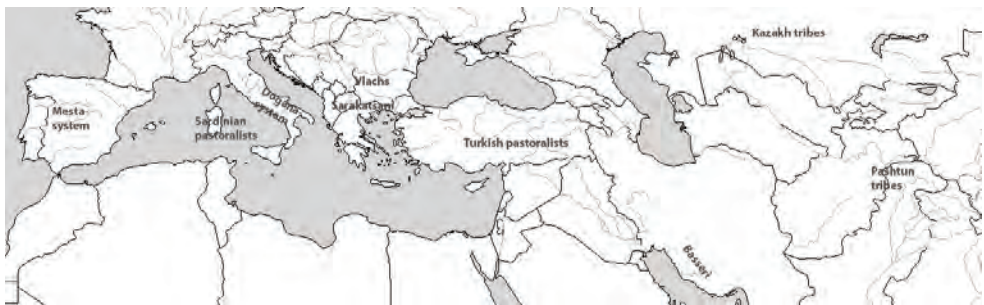 Kazakh tribes
Vlachs
Dogana
system
Sarakatsani
Mesta-
system
Sardinian
pastoralists
Turkish pastoralists
Pashtun
tribes
Basseri